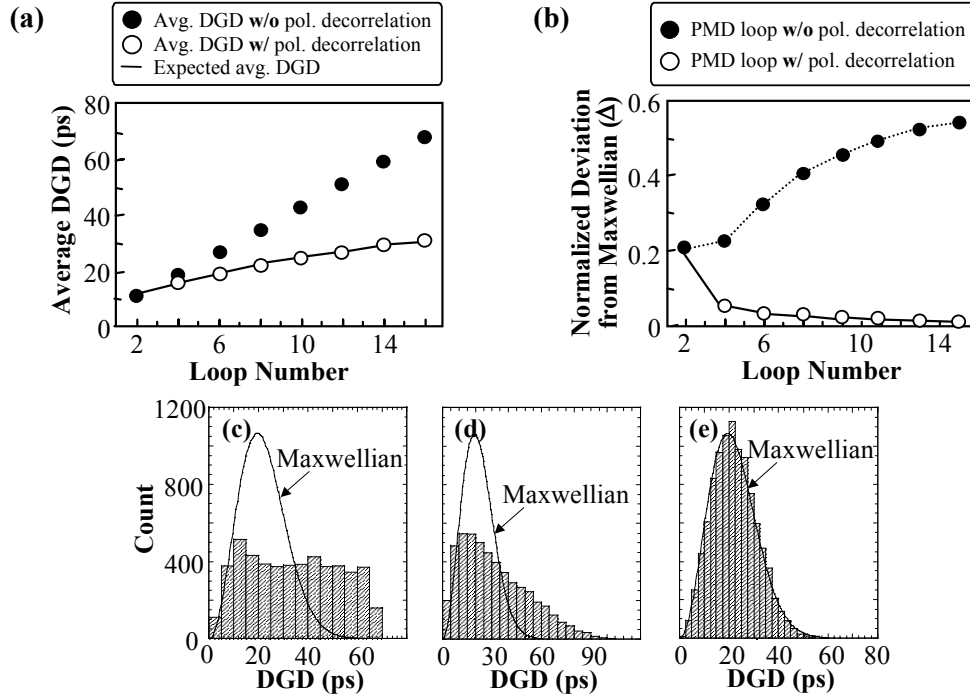 (a)
Avg. DGD w/o pol. decorrelation
Avg. DGD w/ pol. decorrelation
Expected avg. DGD
80
60
40
20
0
Average DGD (ps)
2
6
10
14
Loop Number
(b)
PMD loop w/o pol. decorrelation
PMD loop w/ pol. decorrelation
0.6
0.4
0.2
0
Normalized Deviation
from Maxwellian (Δ)
2
6
10
14
Loop Number
1200
800
400
0
Count
(c)
Maxwellian
0
20
40
60
DGD (ps)
(d)
Maxwellian
0
30
60
90
DGD (ps)
(e)
Maxwellian
0
20
40
60
80
DGD (ps)